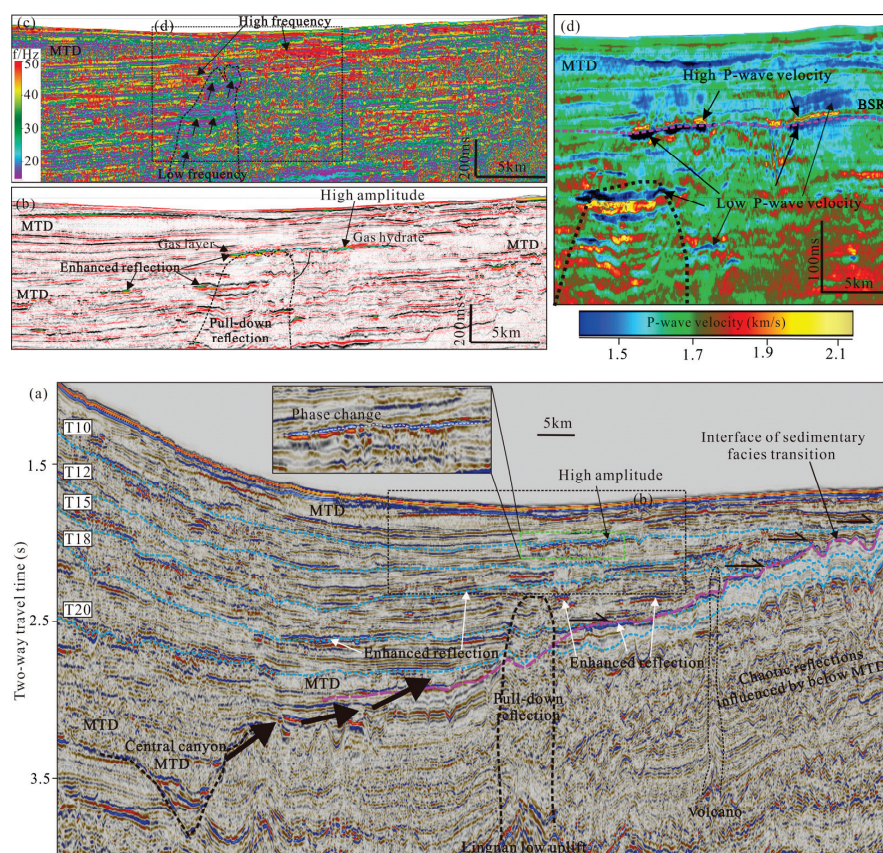 (c)
(d)
High frequency
f/Hz
MTD
50
40
30
20
Low frequency
200ms
5km
(d)
MTD
High P-wave velocity
BSR
Low P-wave velocity
100ms
5km
P-wave velocity (km/s)
1.5
1.7
1.9
2.1
(b)
High amplitude
MTD
Gas layer
Gas hydrate
MTD
Enhanced reflection
MTD
Pull-down
reflection
200ms
5km
(a)
Phase change
5km
T10
Interface of sedimentary
facies transition
1.5
T12
High amplitude
(b)
MTD
T15
T18
Two-way travel time (s)
2.5
T20
Enhanced reflection
Enhanced reflection
MTD
Chaotic reflections
influenced by below MTD
Pull-down
reflection
MTD
Central canyon
MTD
3.5
Volcano
Lingnan low uplift